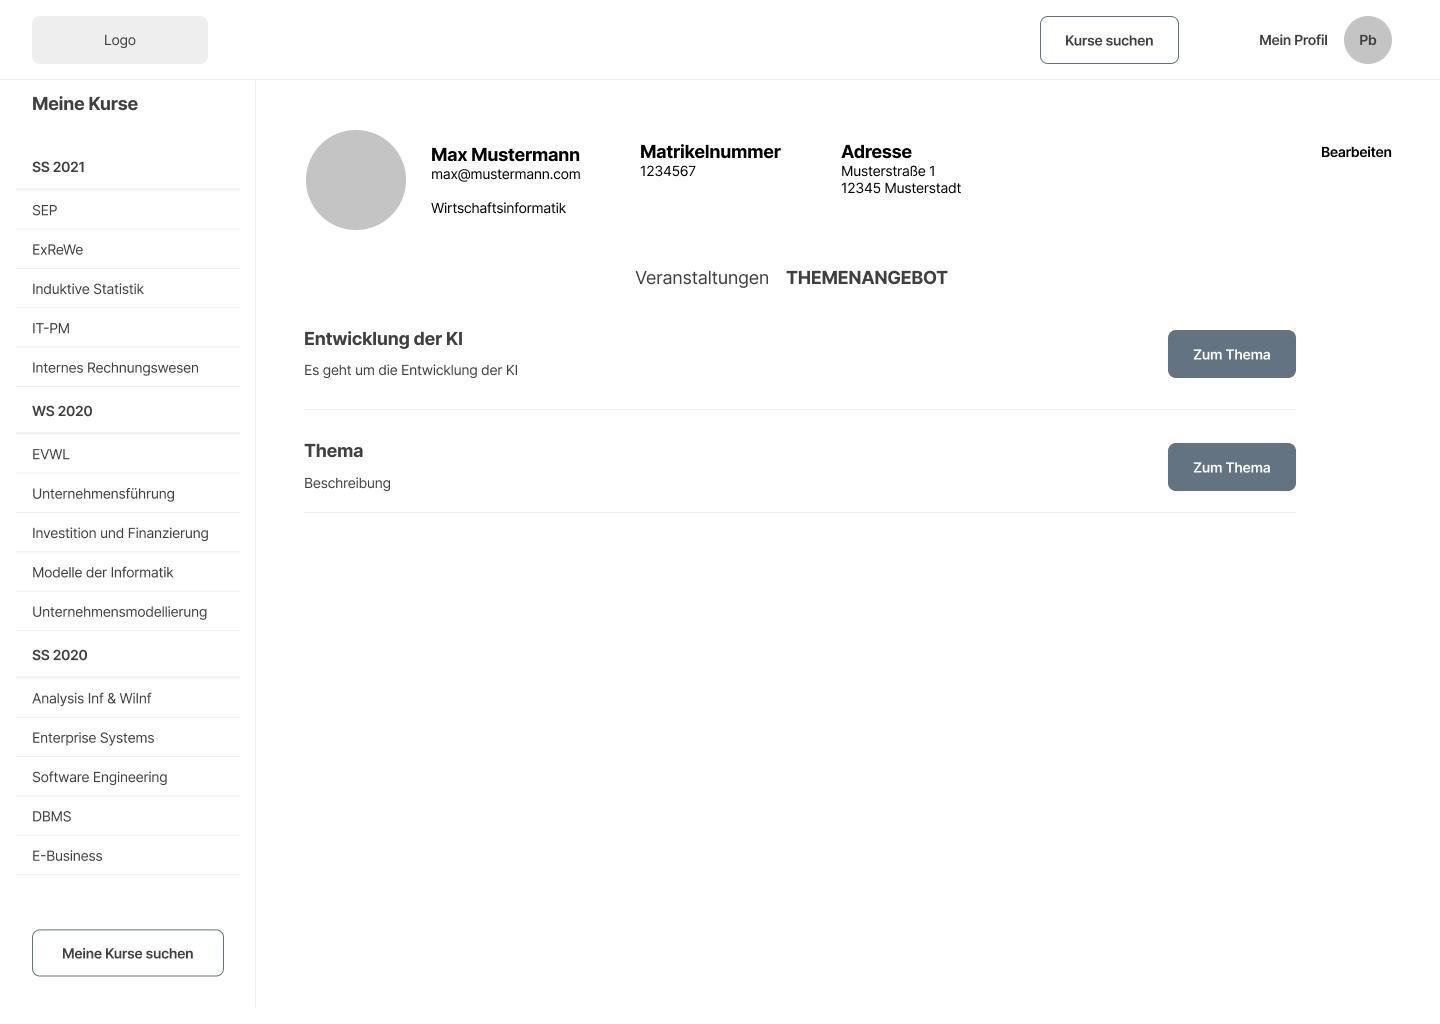 Logo
Kurse suchen
Mein Profil
Pb
Meine Kurse
SS 2021
SEP
ExReWe
Induktive Statistik
IT-PM
Internes Rechnungswesen
WS 2020
EVWL
Unternehmensführung
Investition und Finanzierung
Modelle der Informatik
Unternehmensmodellierung
SS 2020
Analysis Inf & WiInf
Enterprise Systems
Software Engineering
DBMS
E-Business
Meine Kurse suchen
Max Mustermann
max@mustermann.com
Wirtschaftsinformatik
Matrikelnummer
1234567
Adresse
Musterstraße 1
12345 Musterstadt
Bearbeiten
Veranstaltungen
THEMENANGEBOT
Entwicklung der KI
Es geht um die Entwicklung der KI
Zum Thema
Thema
Beschreibung
Zum Thema